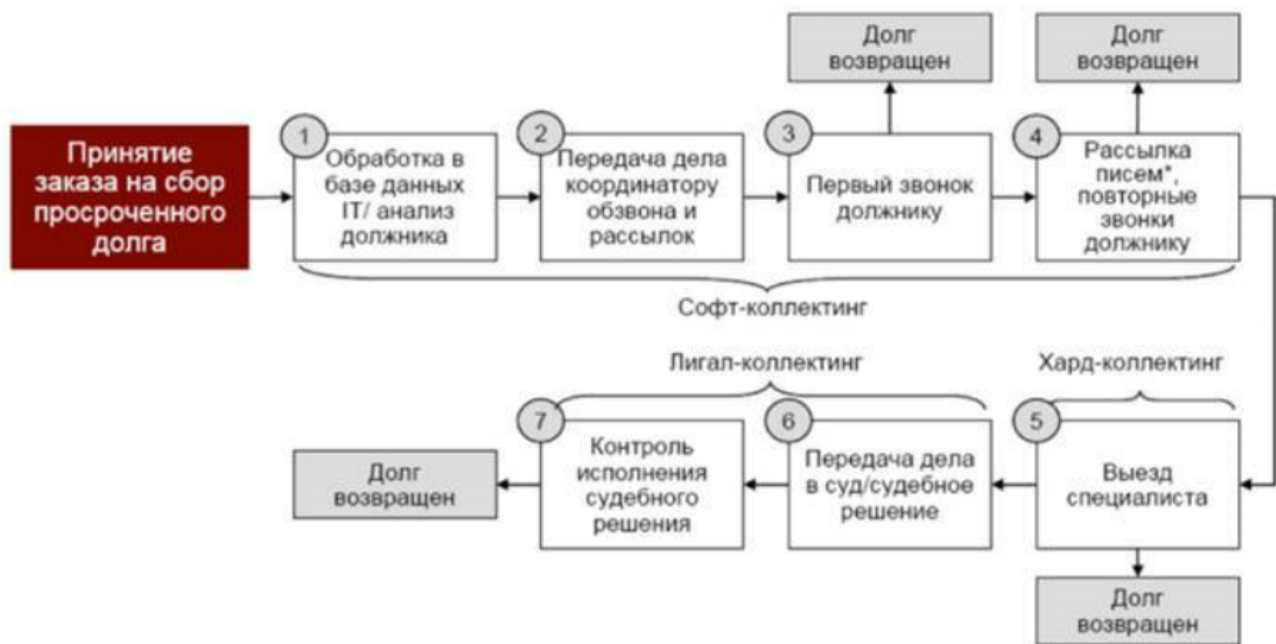 Долг
возвращен
Долг
возвращен
Принятие
заказа на сбор
просроченного
долга
1
Обработка в
базе данных
IT/ анализ
должника
2
Передача дела
координатору
обзвона и
рассылок
3
Первый звонок
должнику
4
Рассылка
писем*,
повторные
звонки
должнику
Софт-коллектинг
Лигал-коллектинг
Хард-коллектинг
5
Выезд
специалиста
6
Передача дела
в суд/судебное
решение
7
Контроль
исполнения
судебного
решения
Долг
возвращен
Долг
возвращен